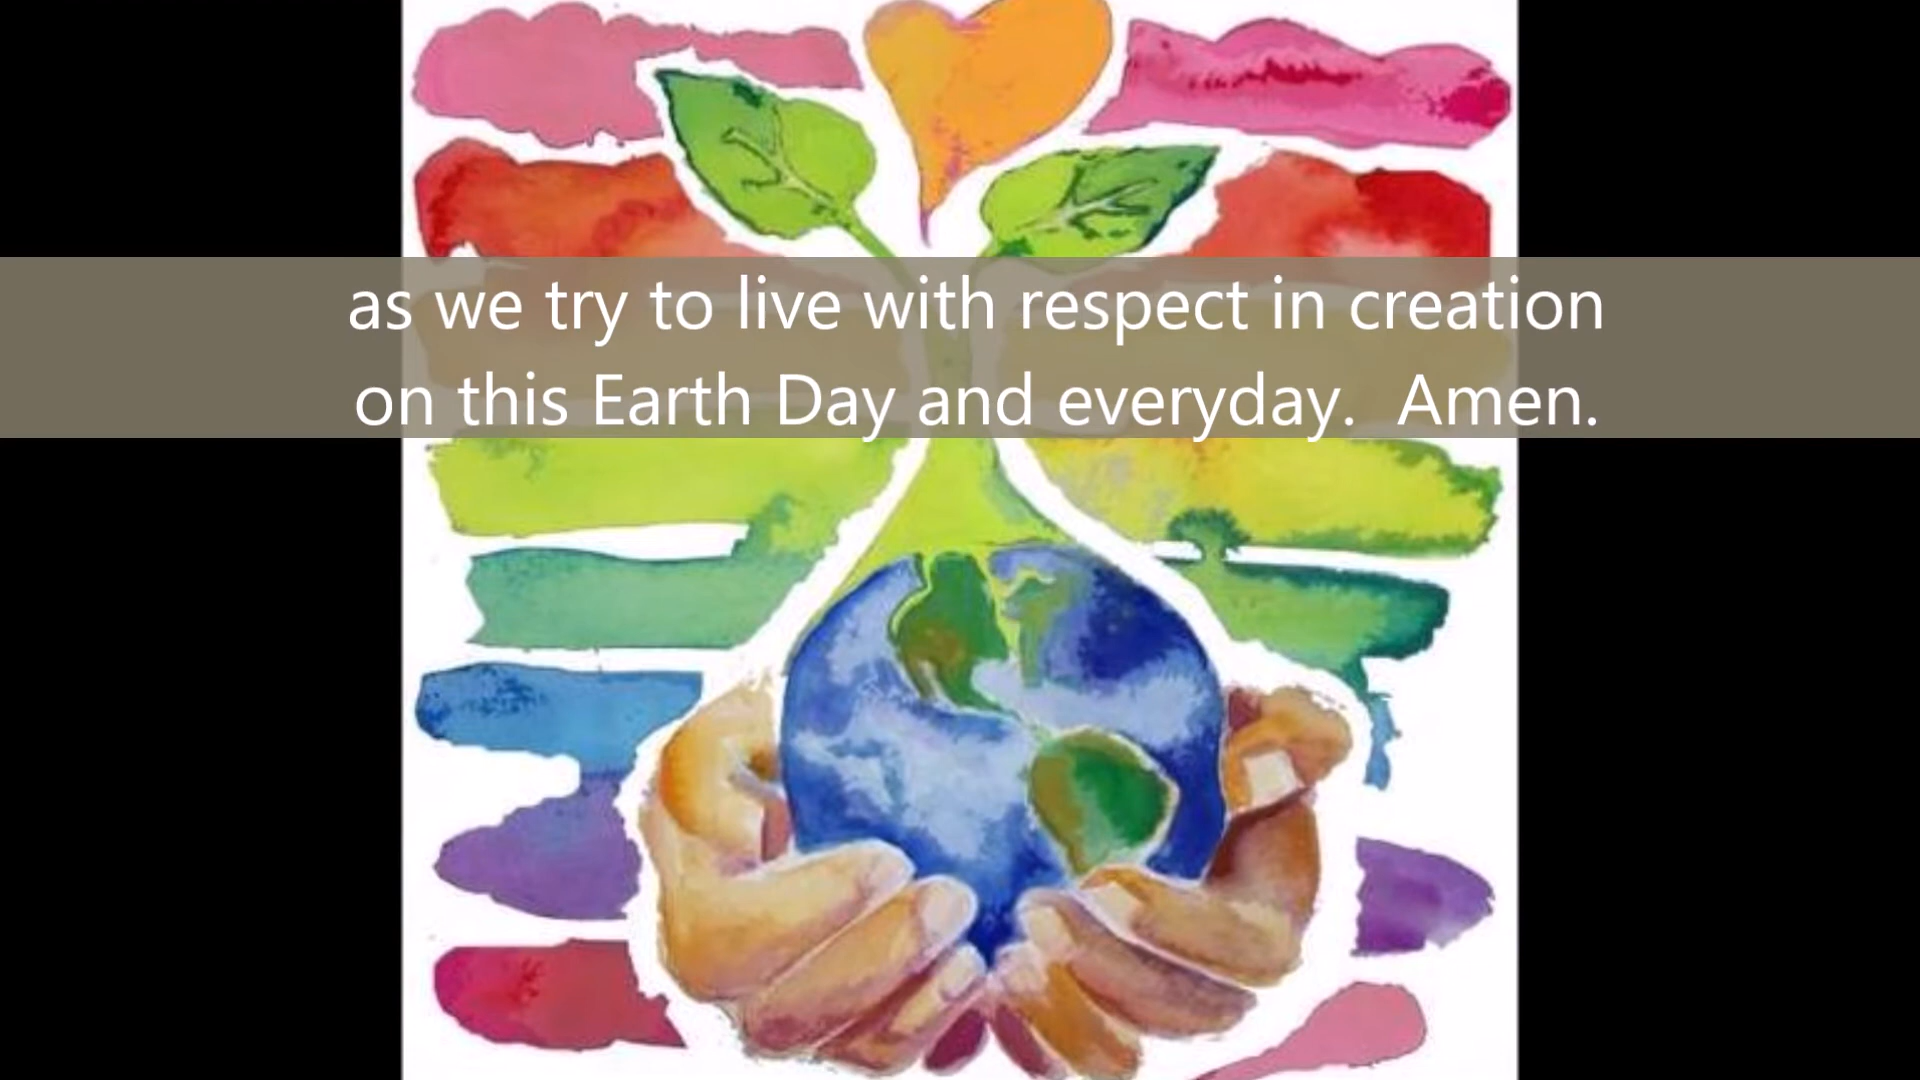 as we try to live with respect in creation
on this Earth Day and everyday.  Amen.